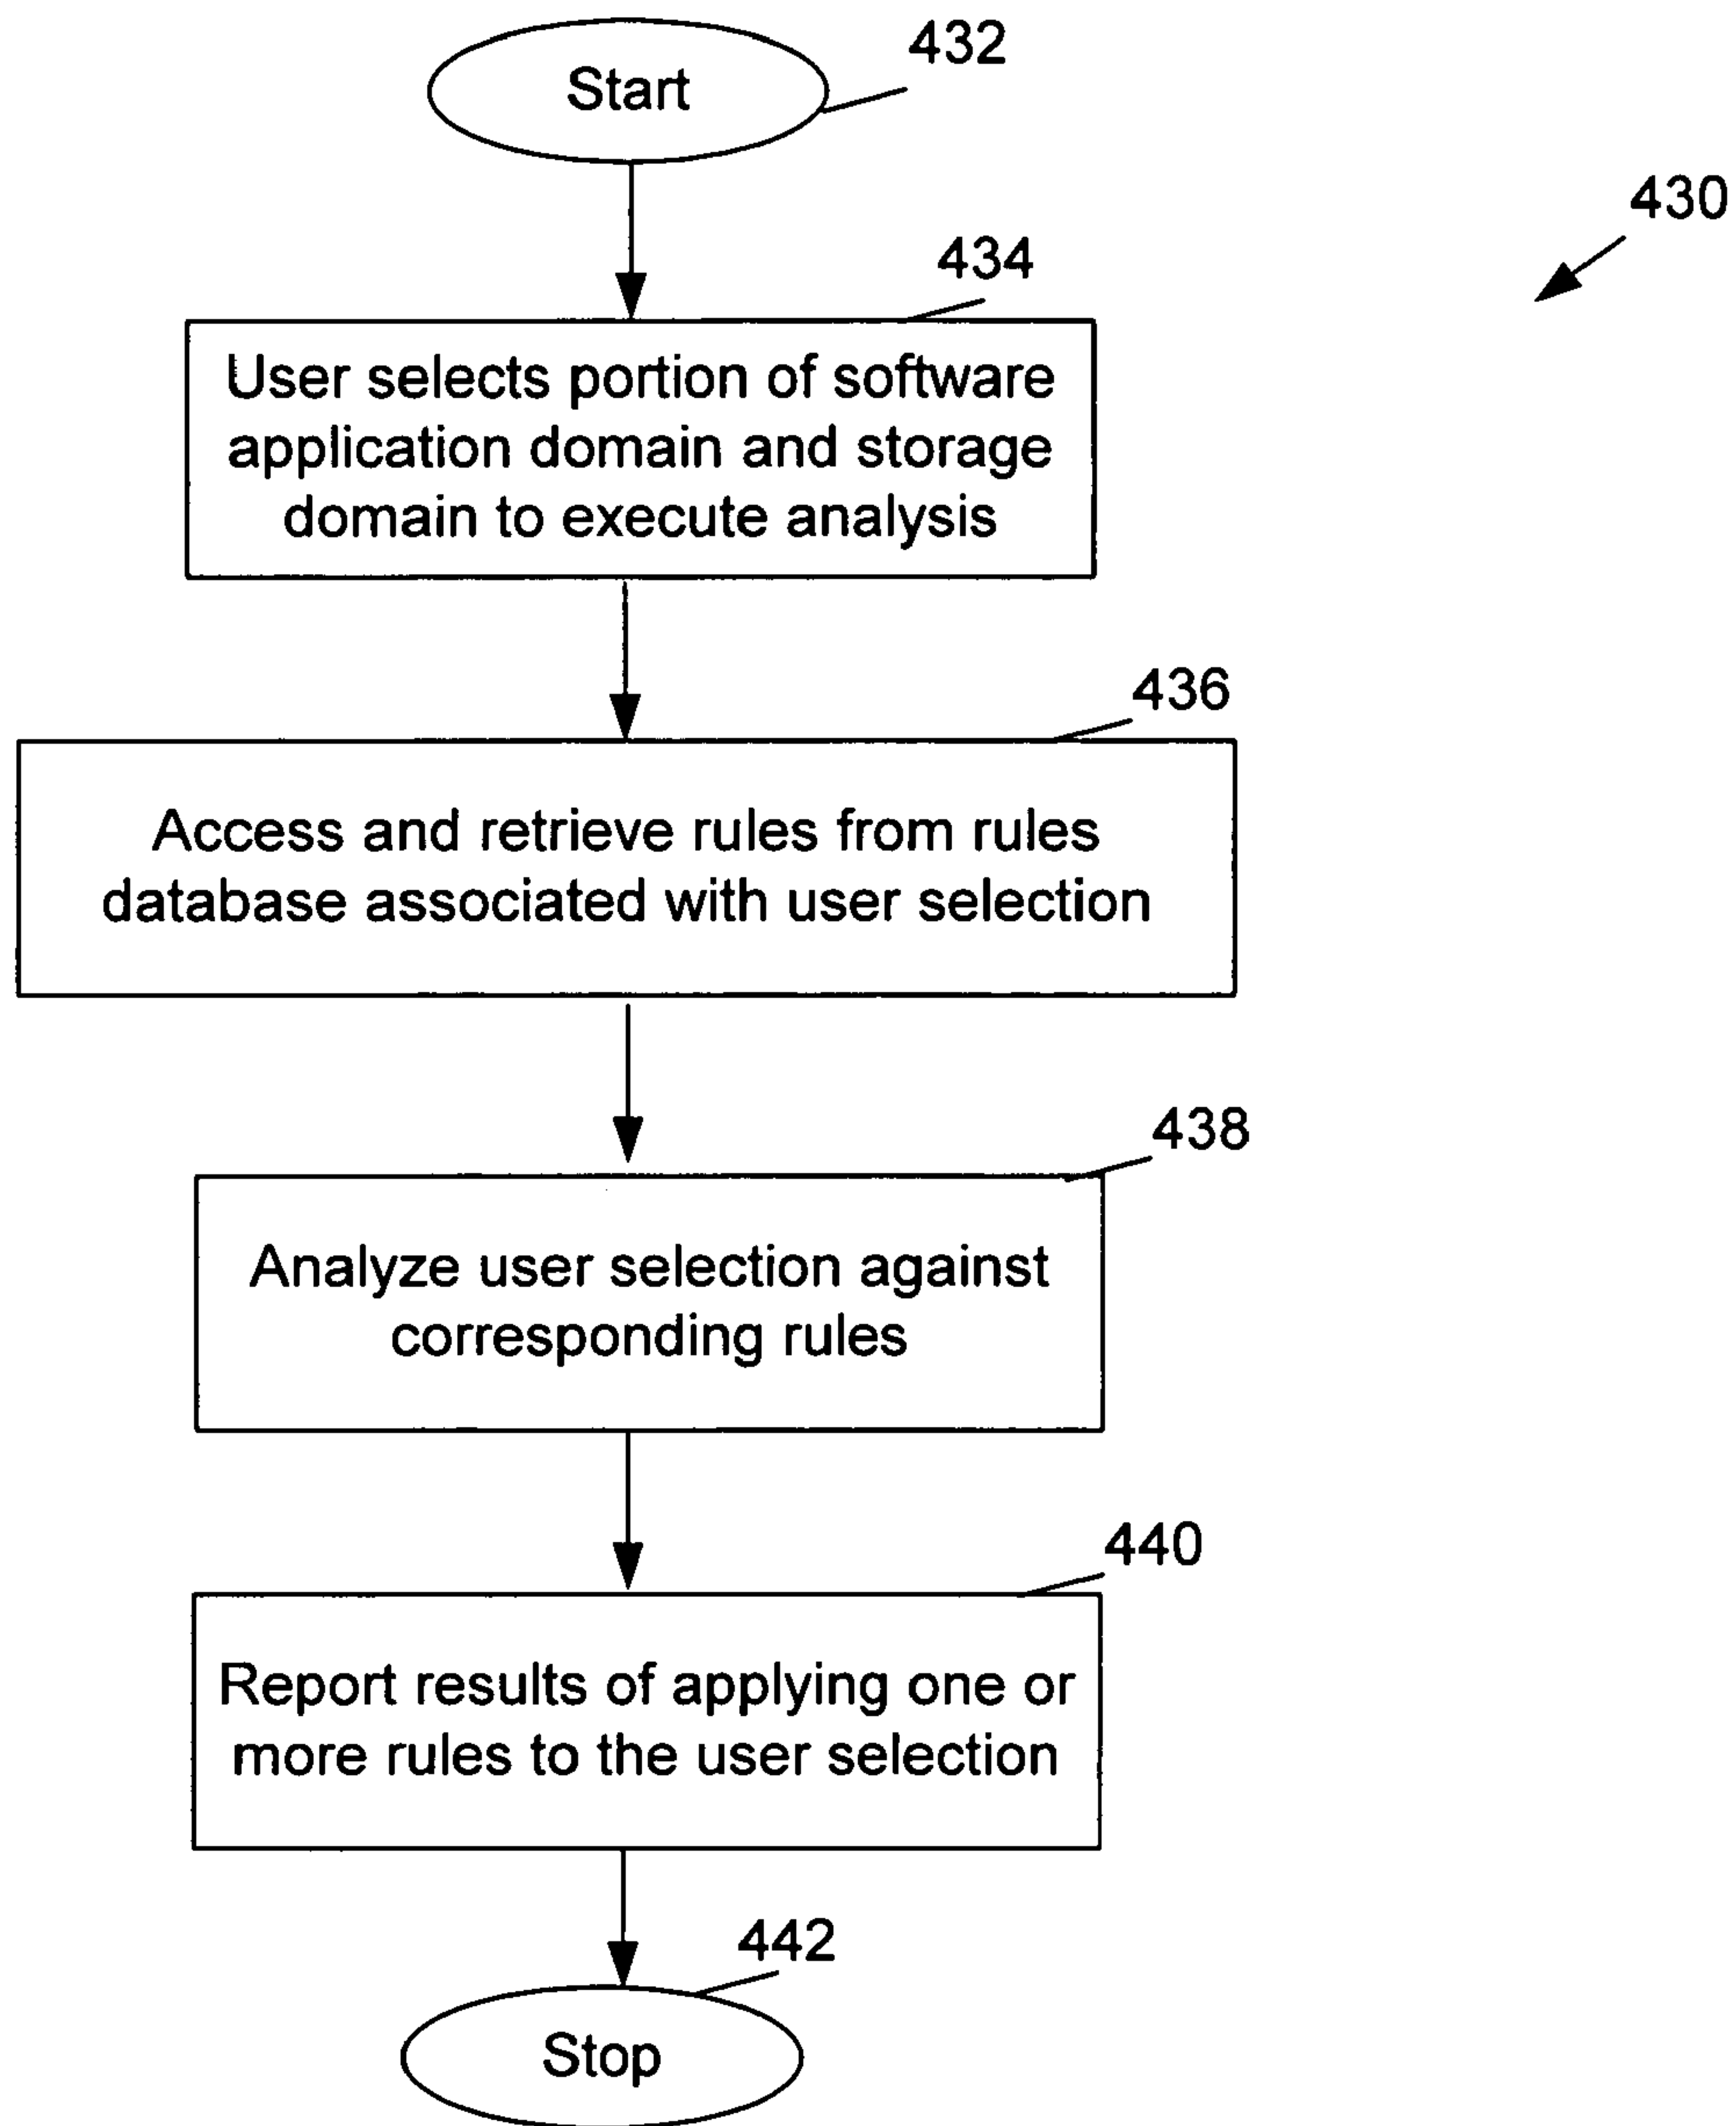 432
Start
430
434
User selects portion of software
application domain and storage
domain to execute analysis
436
Access and retrieve rules from rules
database associated with user selection
438
Analyze user selection against
corresponding rules
440
Report results of applying one or
more rules to the user selection
442
Stop